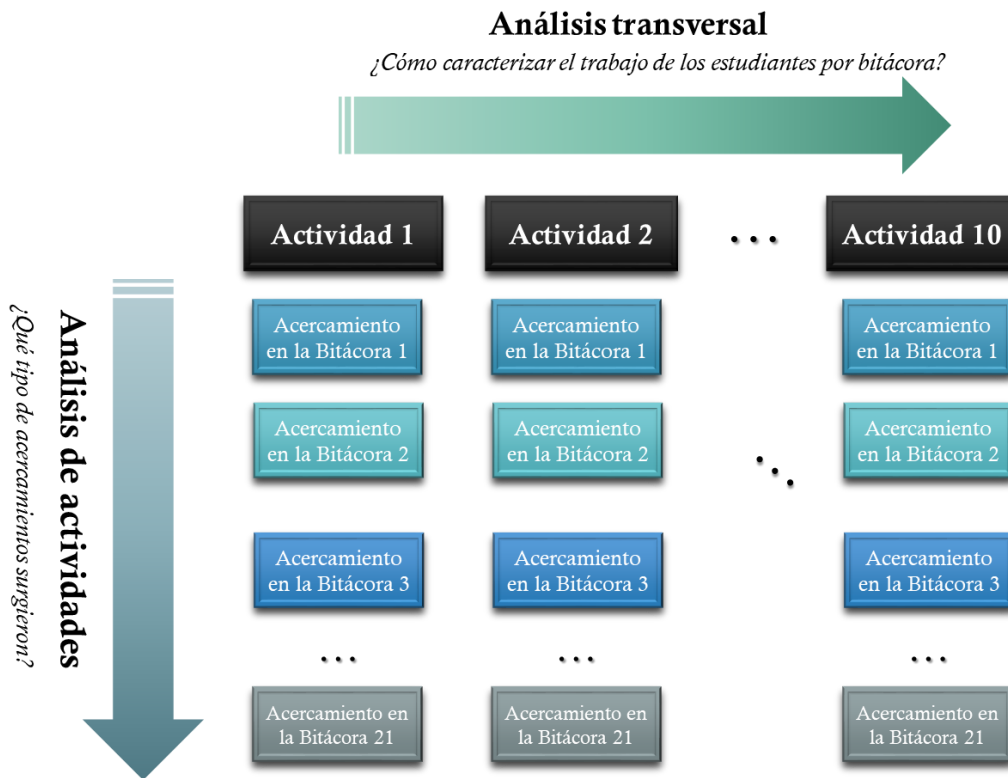 Análisis transversal
¿Cómo caracterizar el trabajo de los estudiantes por bitácora?
Actividad 1
Actividad 2
...
Actividad 10
Análisis de actividades
¿Qué tipo de acercamientos surgieron?
Acercamiento
en la Bitácora 1
Acercamiento
en la Bitácora 1
Acercamiento
en la Bitácora 1
Acercamiento
en la Bitácora 2
Acercamiento
en la Bitácora 2
...
Acercamiento
en la Bitácora 2
Acercamiento
en la Bitácora 3
Acercamiento
en la Bitácora 3
Acercamiento
en la Bitácora 3
...
...
...
Acercamiento en
la Bitácora 21
Acercamiento en
la Bitácora 21
Acercamiento en
la Bitácora 21